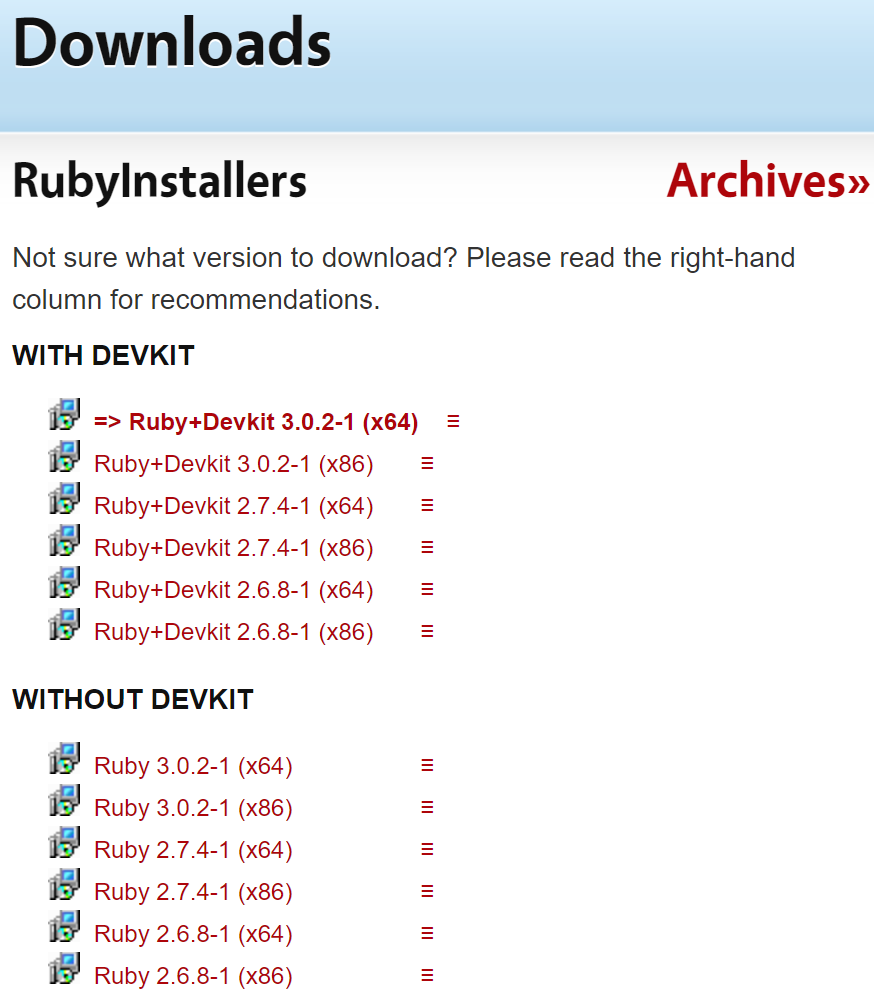 Downloads
RubyInstallers
Archives»
Not sure what version to download? Please read the right-hand
column for recommendations.
WITH DEVKIT
=> Ruby+Devkit 3.0.2-1 (x64) ≡
Ruby+Devkit 3.0.2-1 (x86) ≡
Ruby+Devkit 2.7.4-1 (x64) ≡
Ruby+Devkit 2.7.4-1 (x86) ≡
Ruby+Devkit 2.6.8-1 (x64) ≡
Ruby+Devkit 2.6.8-1 (x86) ≡
WITHOUT DEVKIT
Ruby 3.0.2-1 (x64) ≡
Ruby 3.0.2-1 (x86) ≡
Ruby 2.7.4-1 (x64) ≡
Ruby 2.7.4-1 (x86) ≡
Ruby 2.6.8-1 (x64) ≡
Ruby 2.6.8-1 (x86) ≡